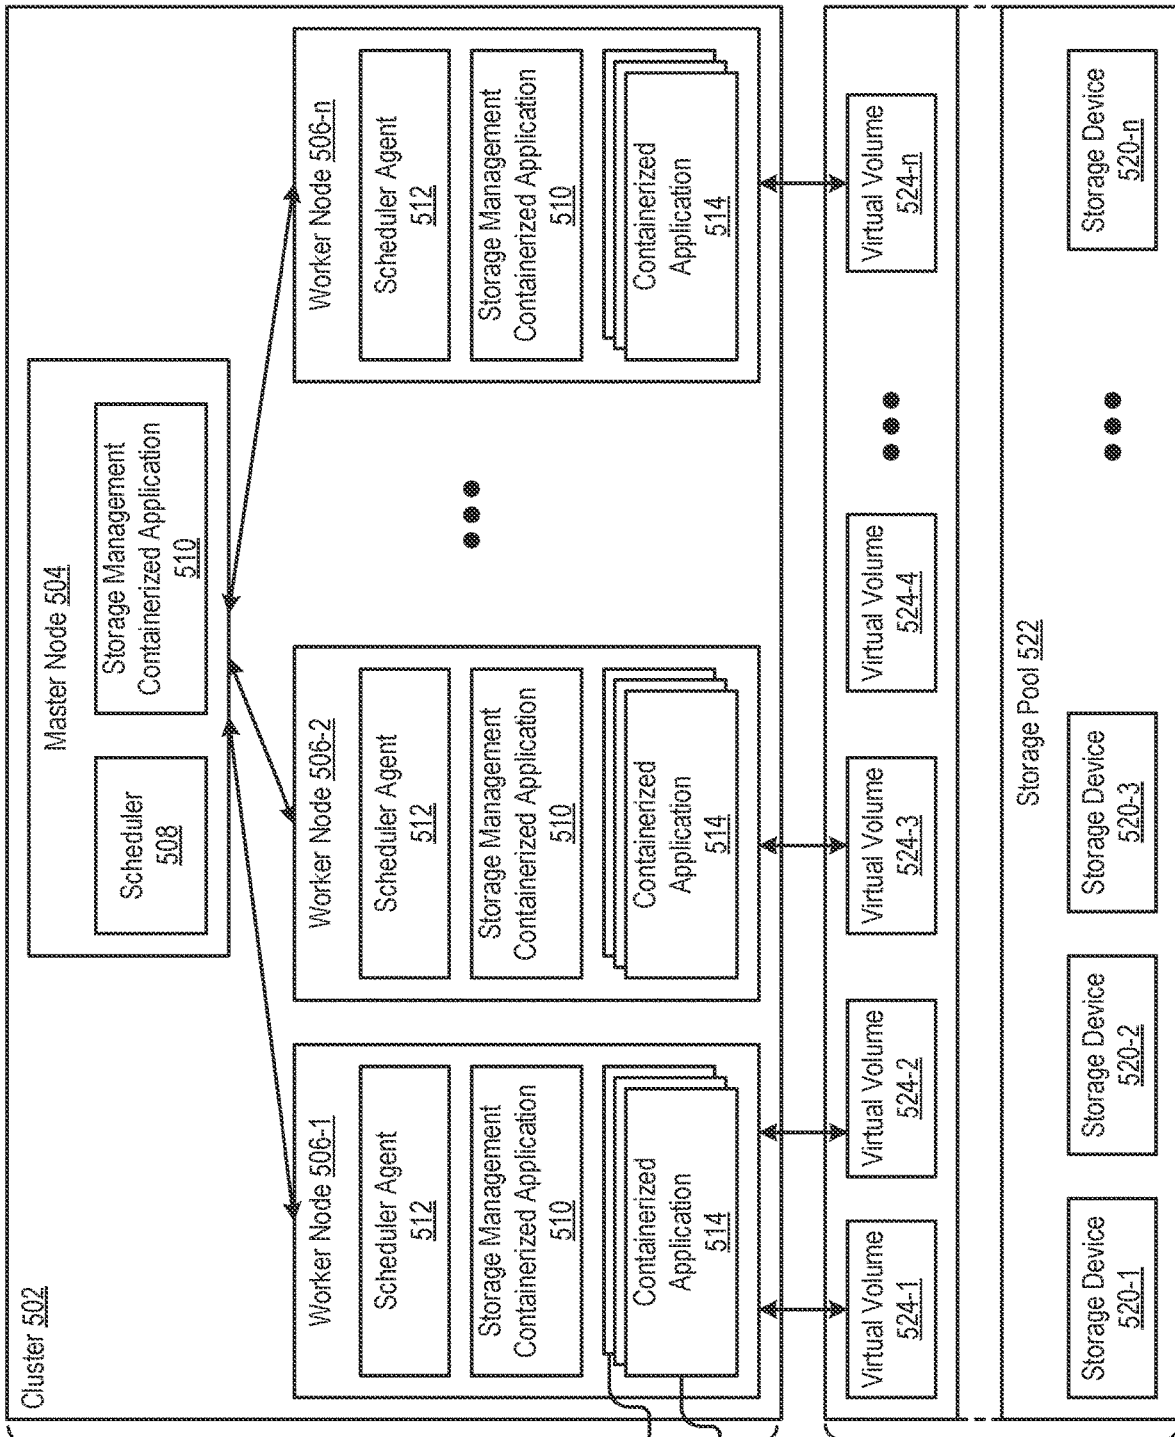 Cluster 502
Master Node 504
Scheduler
508
Storage Management
Containerized Application
510
Worker Node 506-1
Scheduler Agent
512
Storage Management
Containerized Application
510
Containerized
Application
514
Worker Node 506-2
Scheduler Agent
512
Storage Management
Containerized Application
510
Containerized
Application
514
Worker Node 506-n
Scheduler Agent
512
Storage Management
Containerized Application
510
Containerized
Application
514
Virtual Volume
524-1
Virtual Volume
524-2
Virtual Volume
524-3
Virtual Volume
524-4
Virtual Volume
524-n
Storage Pool 522
Storage Device
520-1
Storage Device
520-2
Storage Device
520-3
Storage Device
520-n